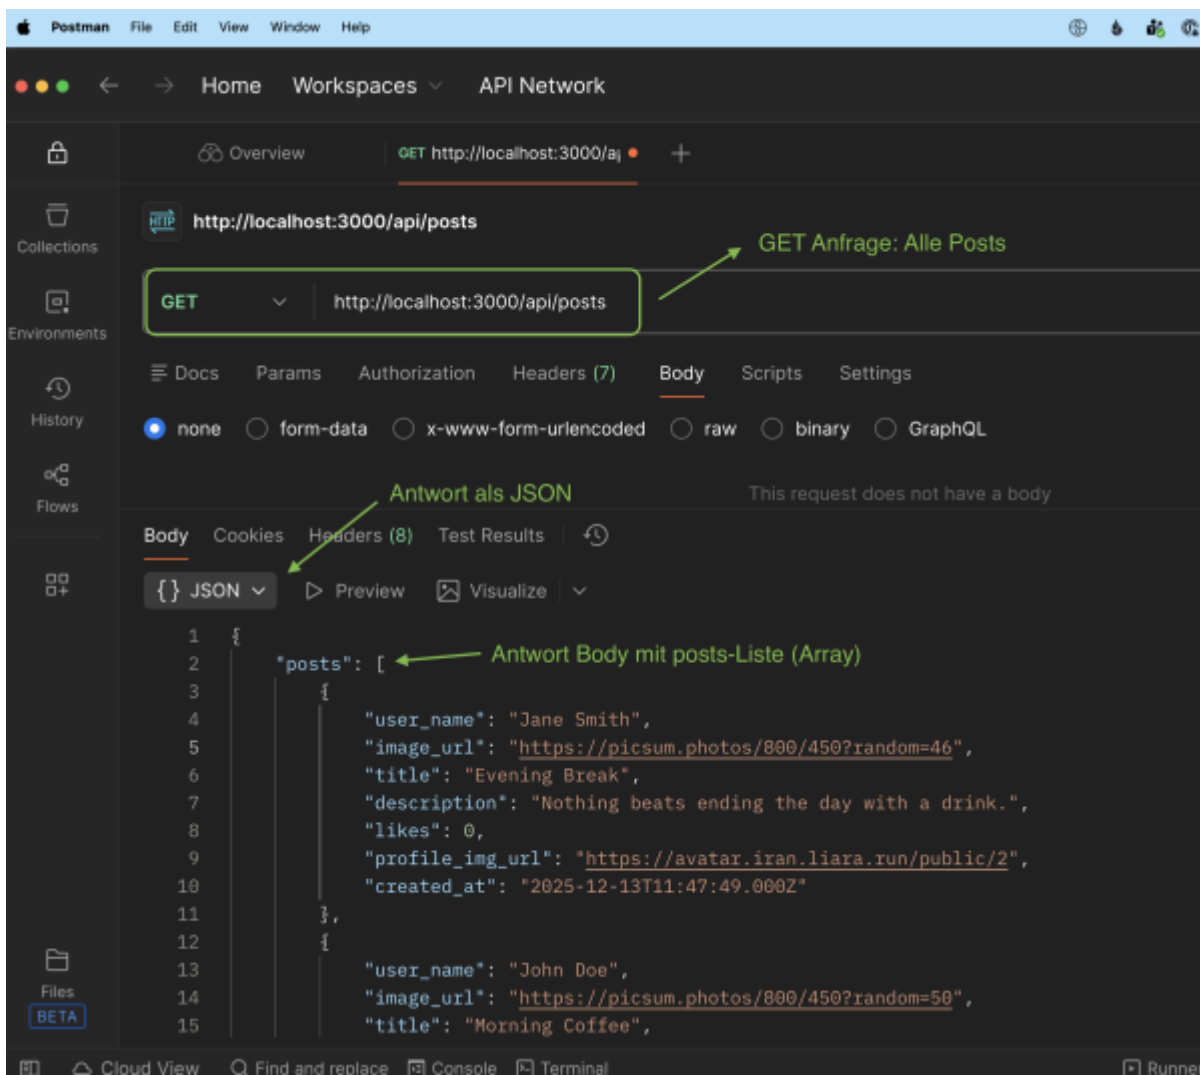 Postman File Edit View Window Help
Home Workspaces API Network
Overview GET http://localhost:3000/a
http://localhost:3000/api/posts
GET Anfrage: Alle Posts
GET http://localhost:3000/api/posts
Collections
Environments
History
Flows
Docs Params Authorization Headers (7) Body Scripts Settings
none form-data x-www-form-urlencoded raw binary GraphQL
Antwort als JSON
This request does not have a body
Body Cookies Headers (8) Test Results
{} JSON Preview Visualize
1 {
2 "posts": [
Antwort Body mit posts-Liste (Array)
3 {
4 "user_name": "Jane Smith",
5 "image_url": "https://picsum.photos/800/450?random=46",
6 "title": "Evening Break",
7 "description": "Nothing beats ending the day with a drink.",
8 "likes": 0,
9 "profile_img_url": "https://avatar.iran.liara.run/public/2",
10 "created_at": "2025-12-13T11:47:49.000Z"
11 },
12 {
13 "user_name": "John Doe",
14 "image_url": "https://picsum.photos/800/450?random=50",
15 "title": "Morning Coffee",
Files
BETA
Cloud View Find and replace Console Terminal Runne